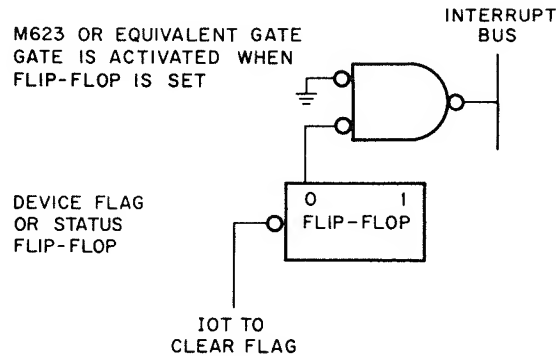 INTERRUPT
BUS
M623 OR EQUIVALENT GATE
GATE IS ACTIVATED WHEN
FLIP-FLOP IS SET
DEVICE FLAG
OR STATUS
FLIP-FLOP
0 1
FLIP-FLOP
IOT TO
CLEAR FLAG